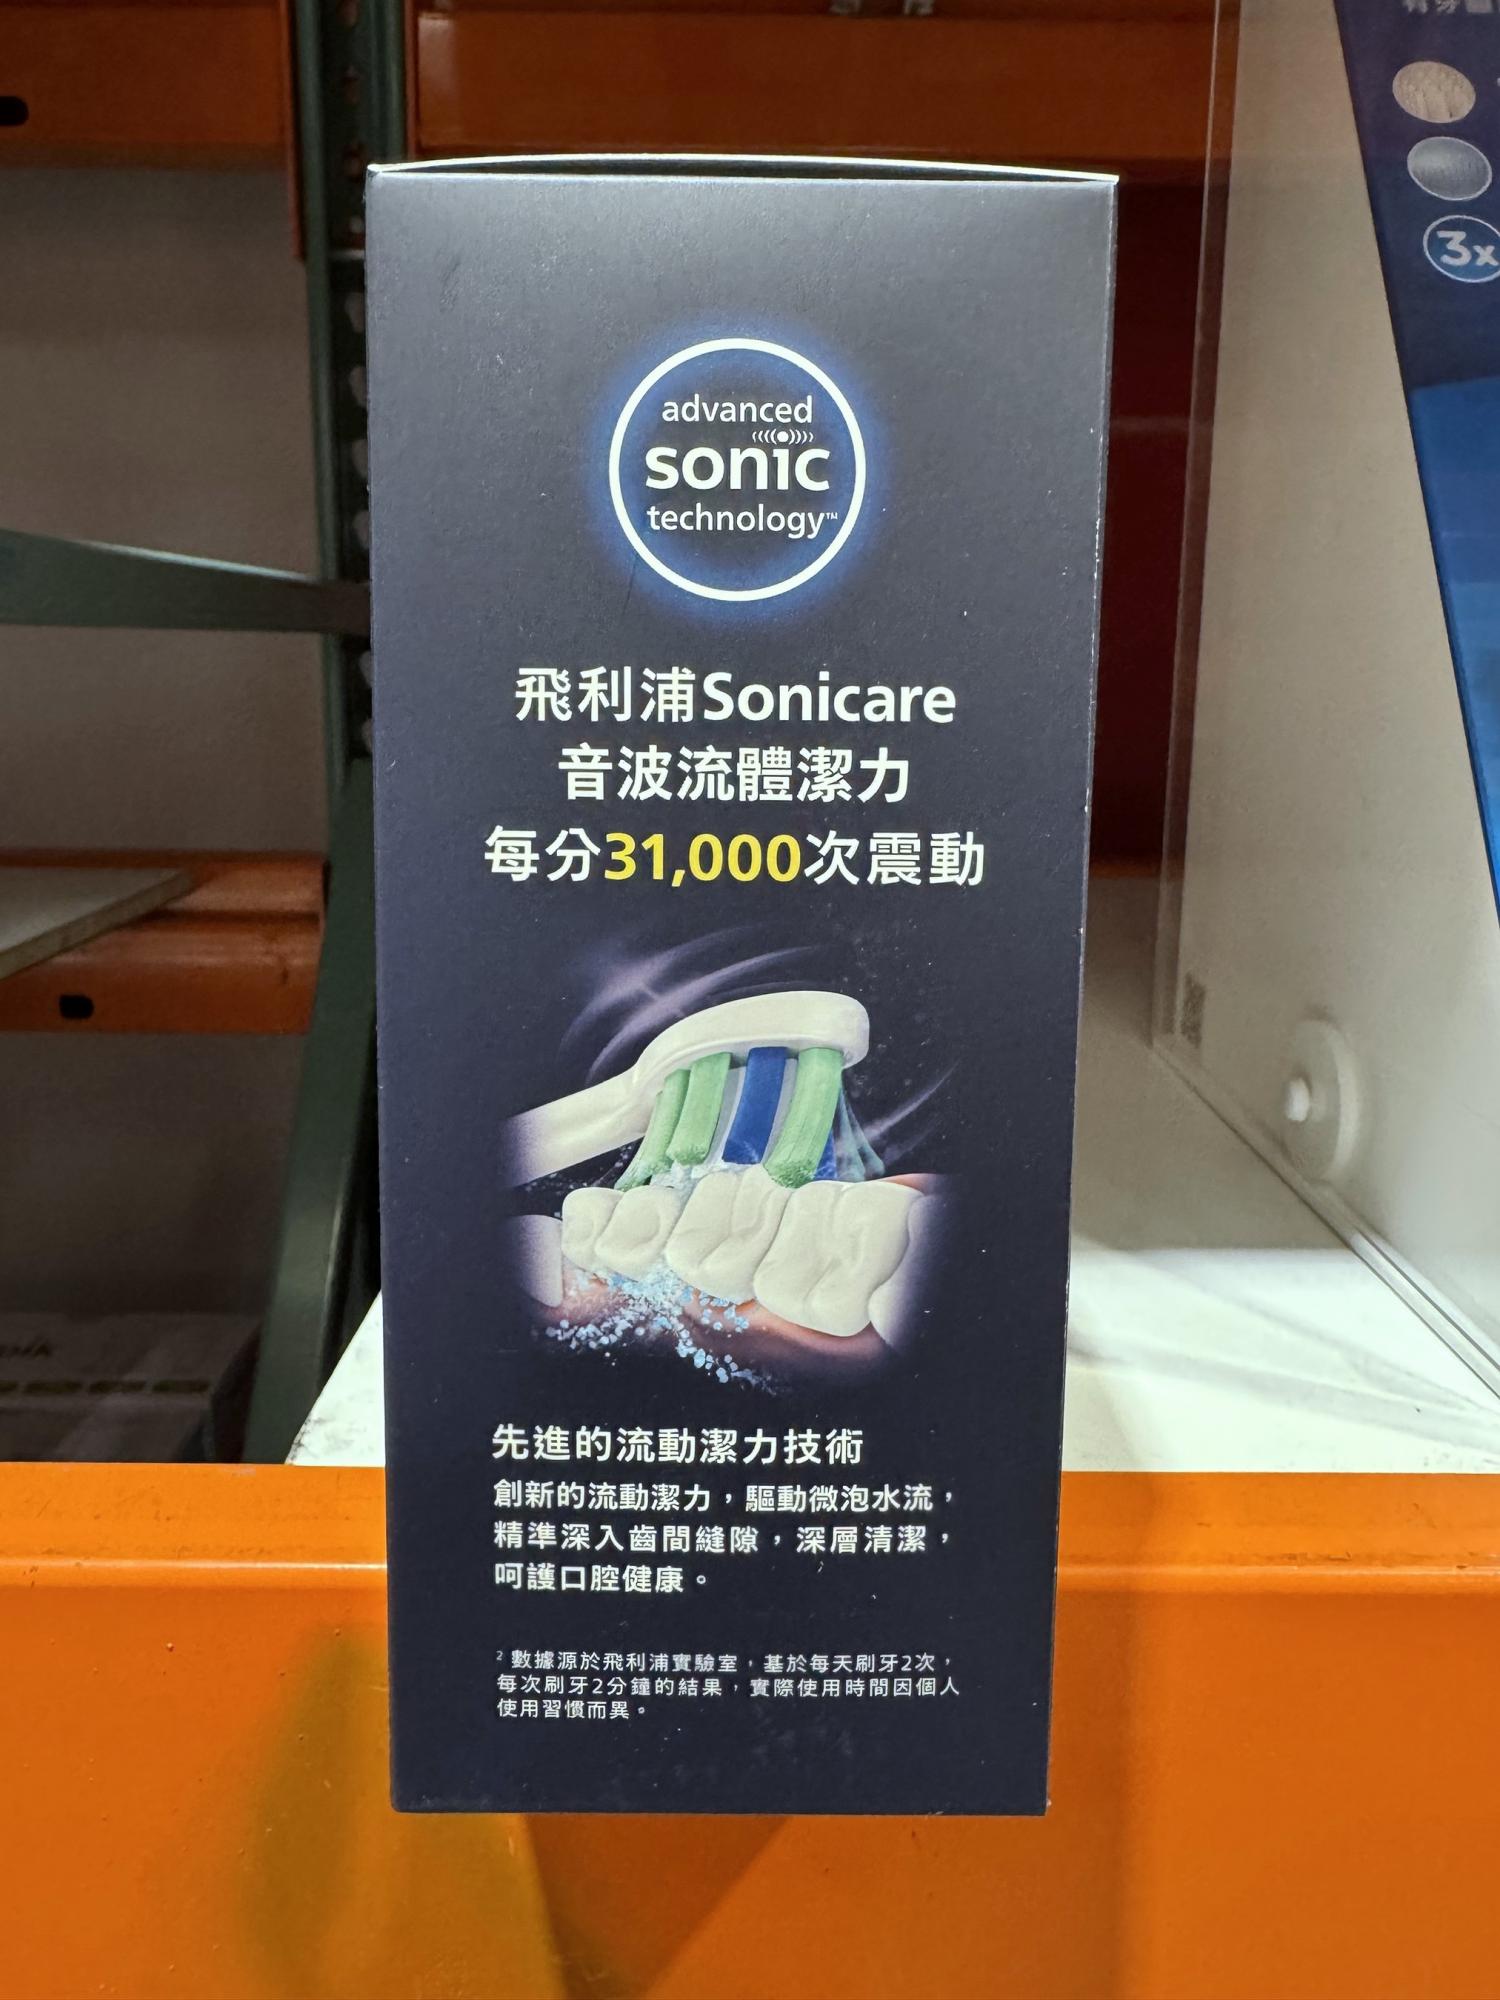 advanced
sonic
technology™
飛利浦Sonicare
音波流體潔力
每分31,000次震動
先進的流動潔力技術
創新的流動潔力，驅動微泡水流，
精準深入齒間縫隙，深層清潔，
呵護口腔健康。
² 數據源於飛利浦實驗室，基於每天刷牙2次，
每次刷牙2分鐘的結果，實際使用時間因個人
使用習慣而異。
3x